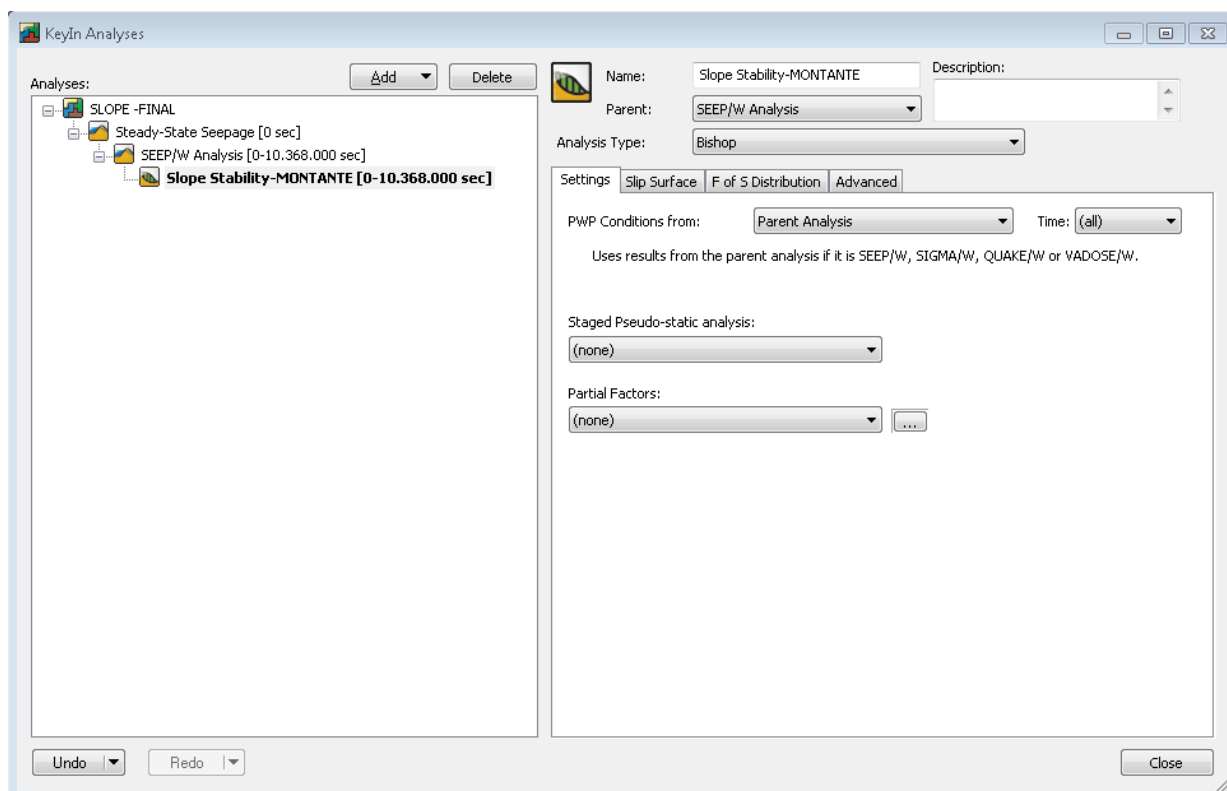 KeyIn Analyses
Analyses:
Add
Delete
SLOPE -FINAL
Steady-State Seepage [0 sec]
SEEP/W Analysis [0-10.368.000 sec]
Slope Stability-MONTANTE [0-10.368.000 sec]
Name:
Slope Stability-MONTANTE
Description:
Parent:
SEEP/W Analysis
Analysis Type:
Bishop
Settings
Slip Surface
F of S Distribution
Advanced
PWP Conditions from:
Parent Analysis
Time:
(all)
Uses results from the parent analysis if it is SEEP/W, SIGMA/W, QUAKE/W or VADOSE/W.
Staged Pseudo-static analysis:
(none)
Partial Factors:
(none)
...
Undo
Redo
Close